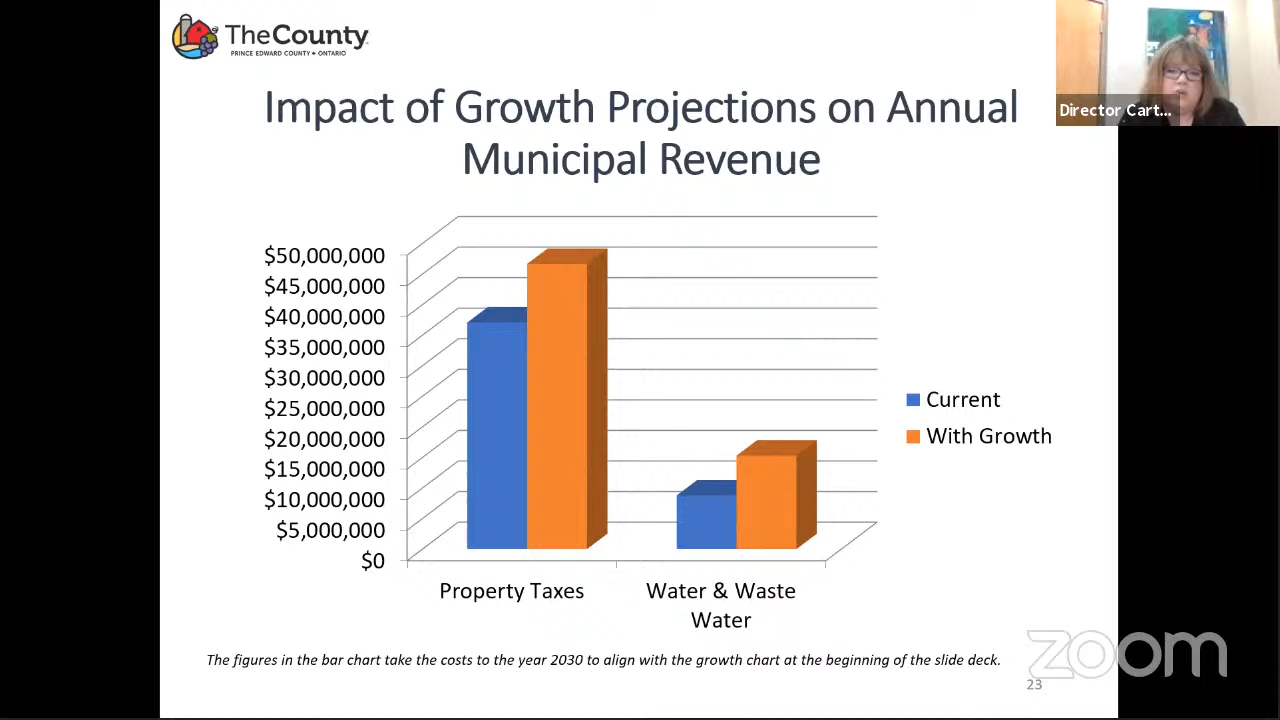 TheCounty
PRINCE EDWARD COUNTY • ONTARIO
Director Cart...
Impact of Growth Projections on Annual
Municipal Revenue
$50,000,000
$45,000,000
$40,000,000
$35,000,000
$30,000,000
$25,000,000
$20,000,000
$15,000,000
$10,000,000
$5,000,000
$0
Property Taxes
Water & Waste
Water
Current
With Growth
The figures in the bar chart take the costs to the year 2030 to align with the growth chart at the beginning of the slide deck.
zoom
23